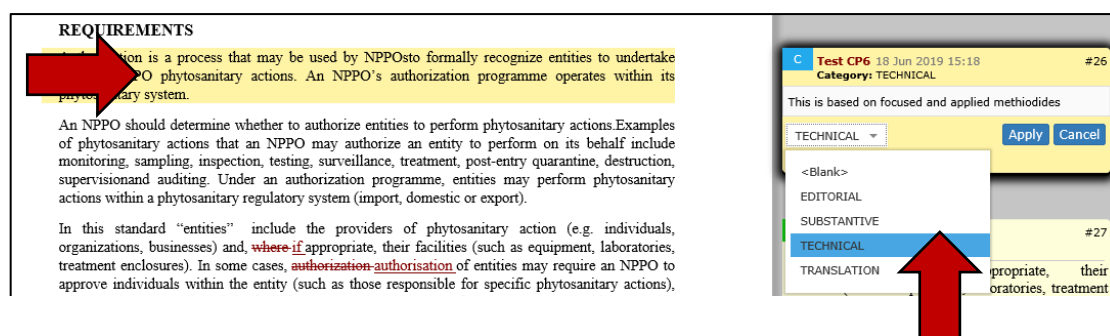 REQUIREMENTS
tion is a process that may be used by NPPOsto formally recognize entities to undertake
PO phytosanitary actions. An NPPO's authorization programme operates within its
phytosanitary system.
An NPPO should determine whether to authorize entities to perform phytosanitary actions.Examples
of phytosanitary actions that an NPPO may authorize an entity to perform on its behalf include
monitoring, sampling, inspection, testing, surveillance, treatment, post-entry quarantine, destruction,
supervisionand auditing. Under an authorization programme, entities may perform phytosanitary
actions within a phytosanitary regulatory system (import, domestic or export).
In this standard “entities” include the providers of phytosanitary action (e.g. individuals,
organizations, businesses) and, where if appropriate, their facilities (such as equipment, laboratories,
treatment enclosures). In some cases, authorization authorisation of entities may require an NPPO to
approve individuals within the entity (such as those responsible for specific phytosanitary actions),
C Test CP6 18 Jun 2019 15:18 #26
Category: TECHNICAL
This is based on focused and applied methiodides
TECHNICAL Apply Cancel
<Blank>
EDITORIAL
SUBSTANTIVE
TECHNICAL
TRANSLATION
#27
ppropriate, their
oratories, treatment